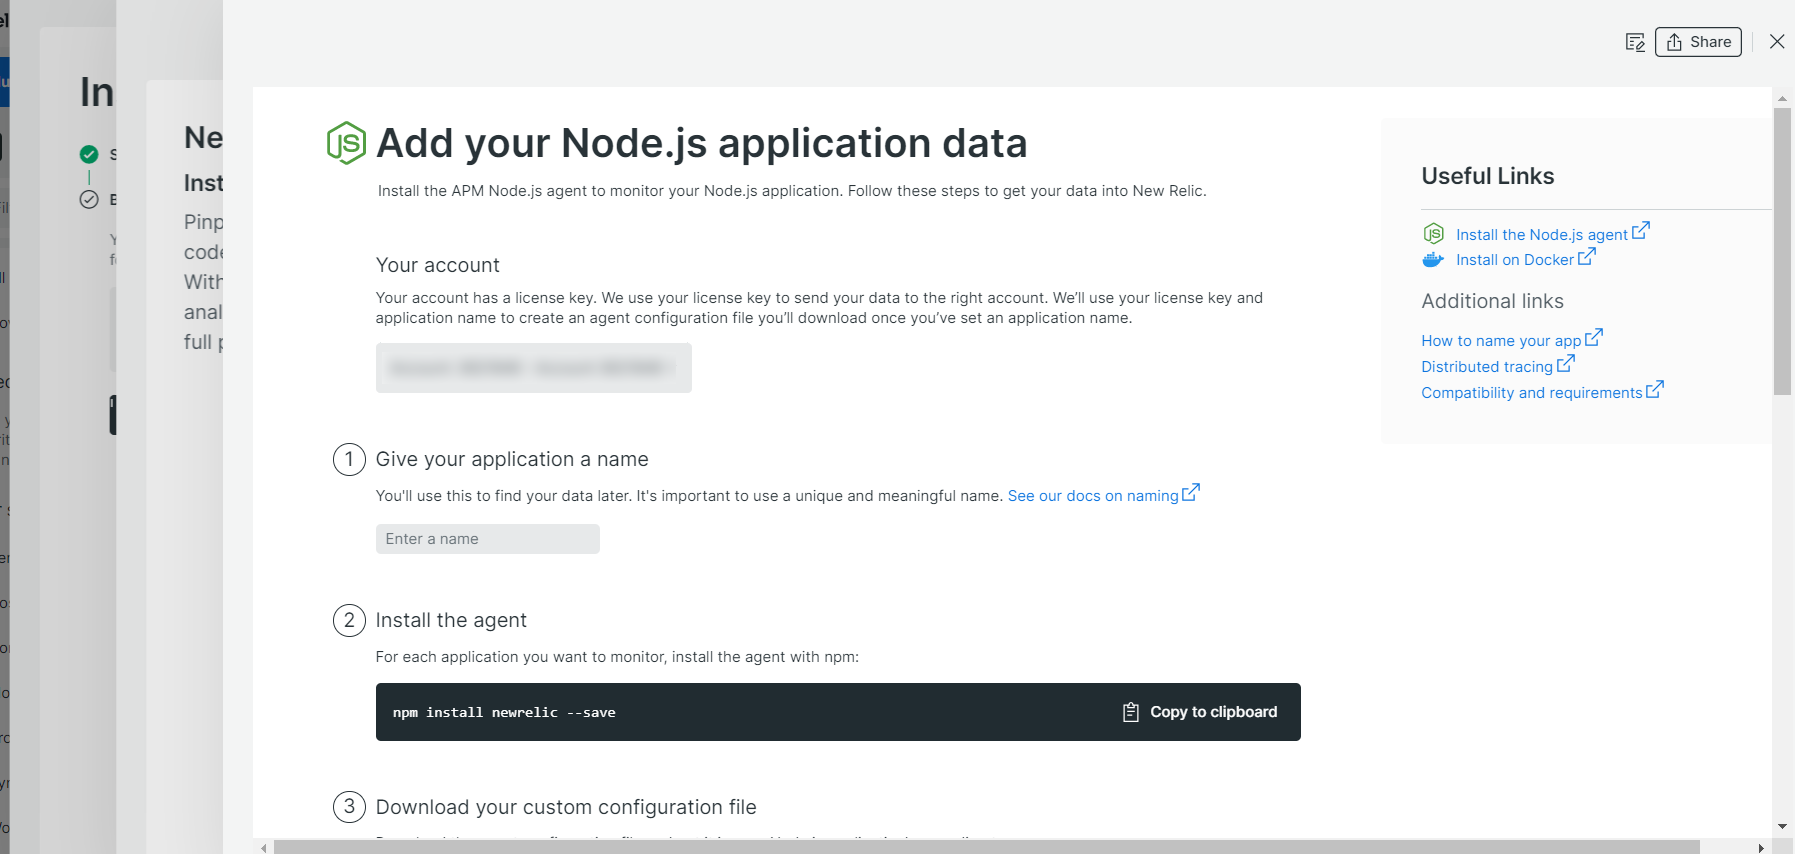 Share
In
Ne
Inst
Pinp
code
With
anal
full p
JS
Add your Node.js application data
Install the APM Node.js agent to monitor your Node.js application. Follow these steps to get your data into New Relic.
Your account
Your account has a license key. We use your license key to send your data to the right account. We’ll use your license key and
application name to create an agent configuration file you’ll download once you’ve set an application name.
1 Give your application a name
You'll use this to find your data later. It's important to use a unique and meaningful name. See our docs on naming
Enter a name
2 Install the agent
For each application you want to monitor, install the agent with npm:
npm install newrelic --save
Copy to clipboard
3 Download your custom configuration file
Useful Links
JS
Install the Node.js agent
Install on Docker
Additional links
How to name your app
Distributed tracing
Compatibility and requirements